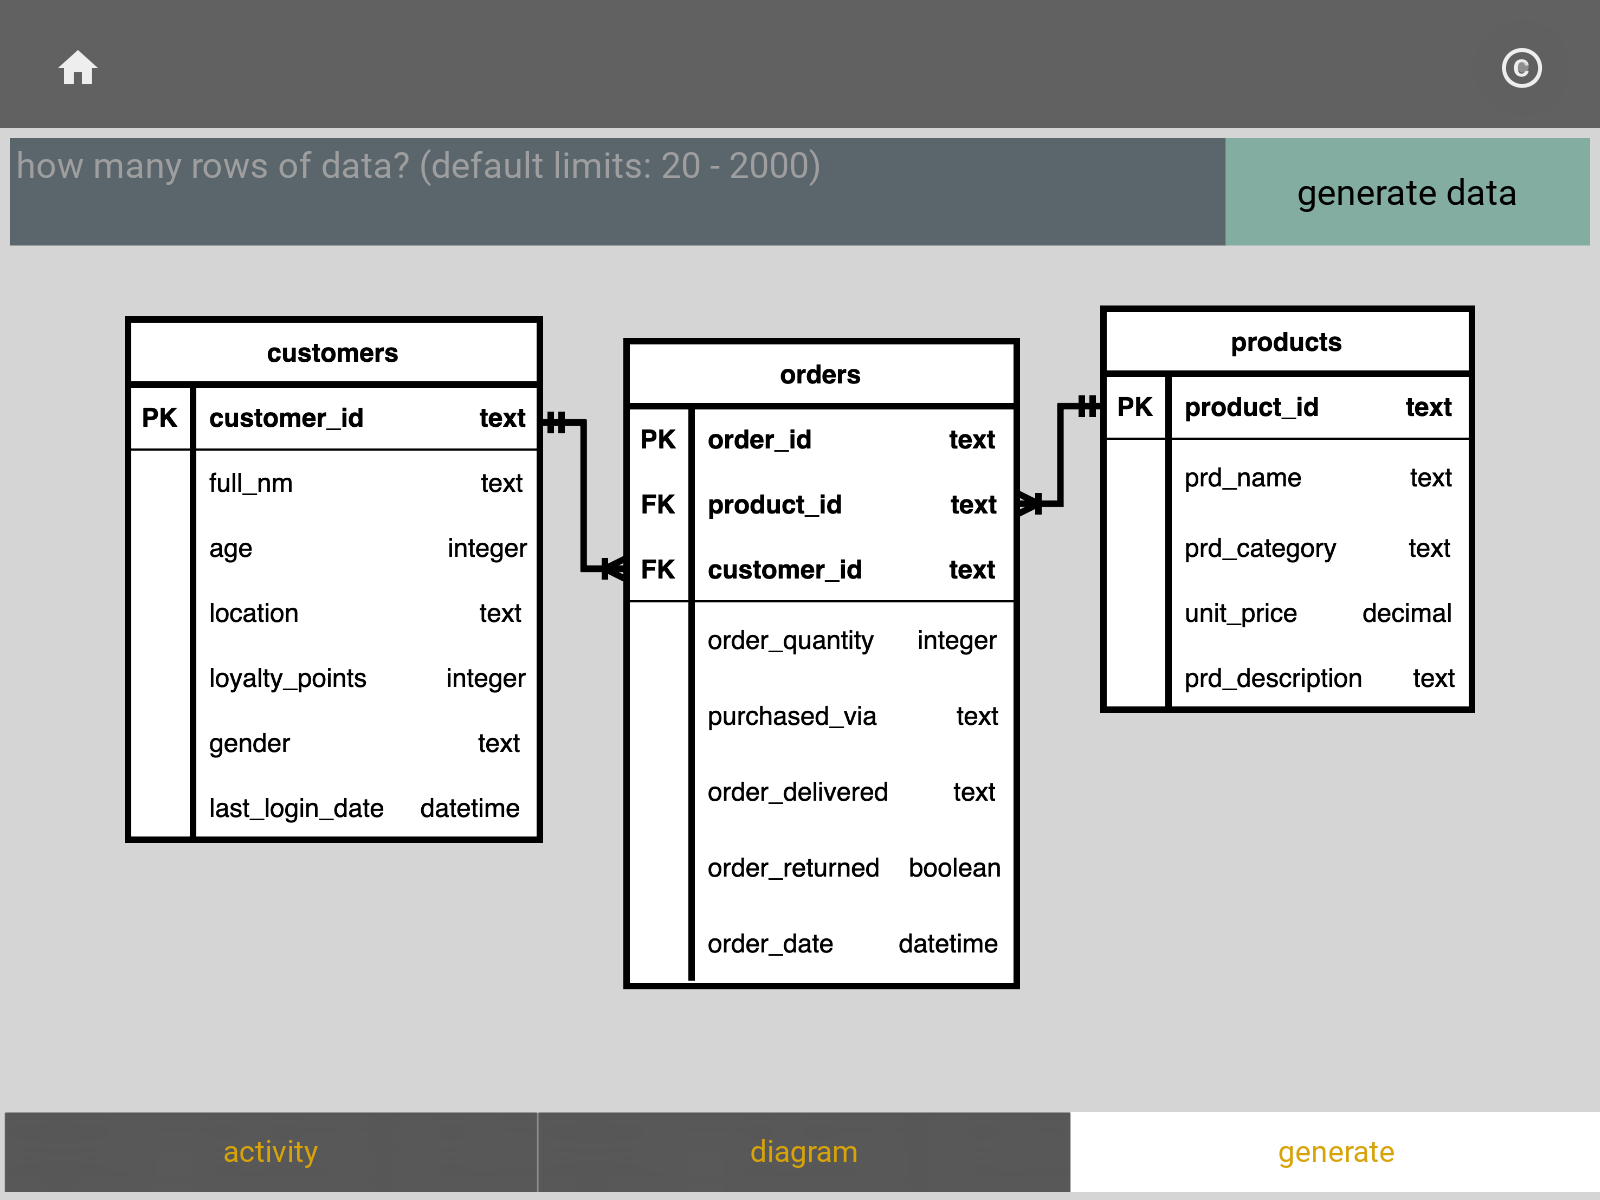 ©
how many rows of data? (default limits: 20 - 2000)
generate data
customers
PK customer_id text
full_nm text
age integer
location text
loyalty_points integer
gender text
last_login_date datetime
orders
PK order_id text
FK product_id text
FK customer_id text
order_quantity integer
purchased_via text
order_delivered text
order_returned boolean
order_date datetime
products
PK product_id text
prd_name text
prd_category text
unit_price decimal
prd_description text
activity
diagram
generate